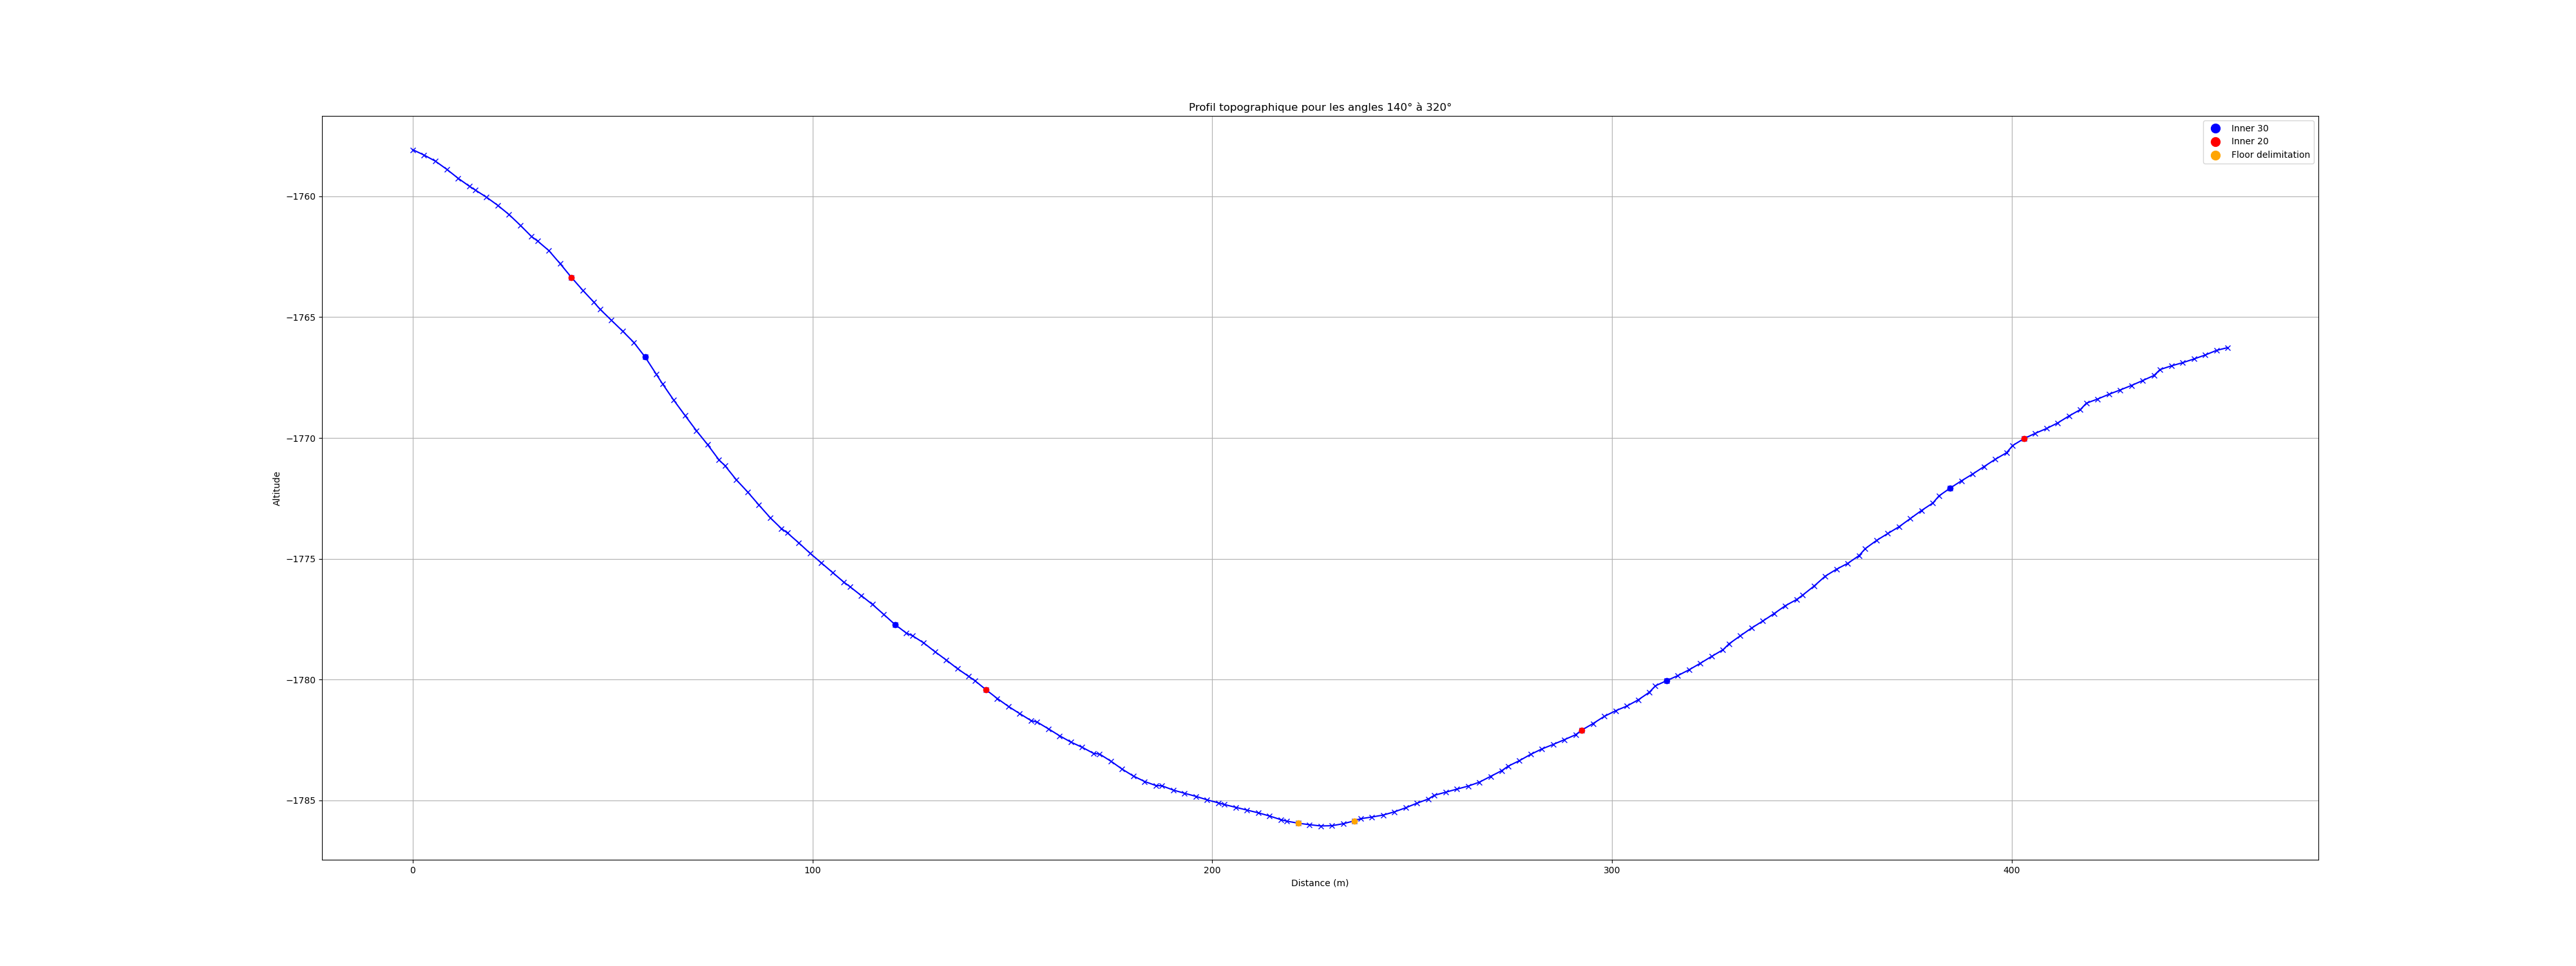 Profil topographique pour les angles 140° à 320°
Inner 30
Inner 20
Floor delimitation
−1760
−1765
−1770
−1775
−1780
−1785
Altitude
0 100 200 300 400
Distance (m)